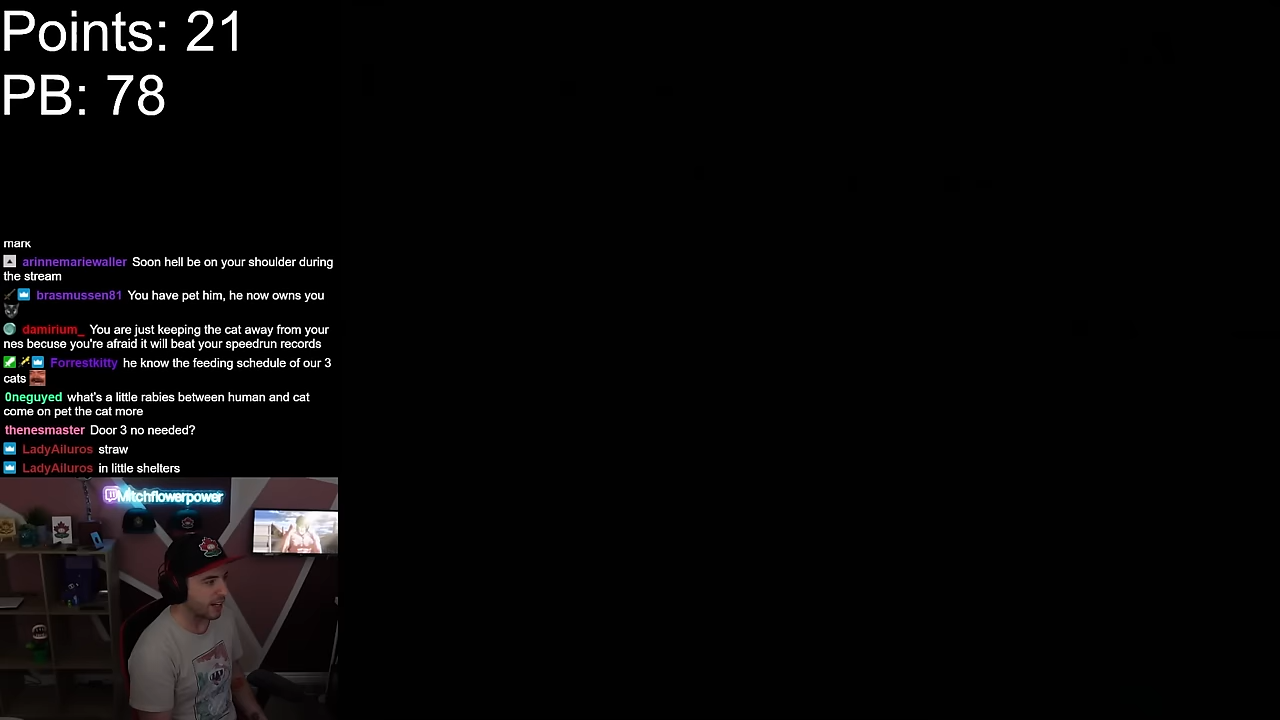 Points: 21
PB: 78
mark
arinnemariewaller Soon hell be on your shoulder during
the stream
brasmussen81 You have pet him, he now owns you
damirium_ You are just keeping the cat away from your
nes becuse you're afraid it will beat your speedrun records
Forrestkitty he know the feeding schedule of our 3
cats
0neguyed what's a little rabies between human and cat
come on pet the cat more
thenesmaster Door 3 no needed?
LadyAiluros straw
LadyAiluros in little shelters
Mitchflowerpower